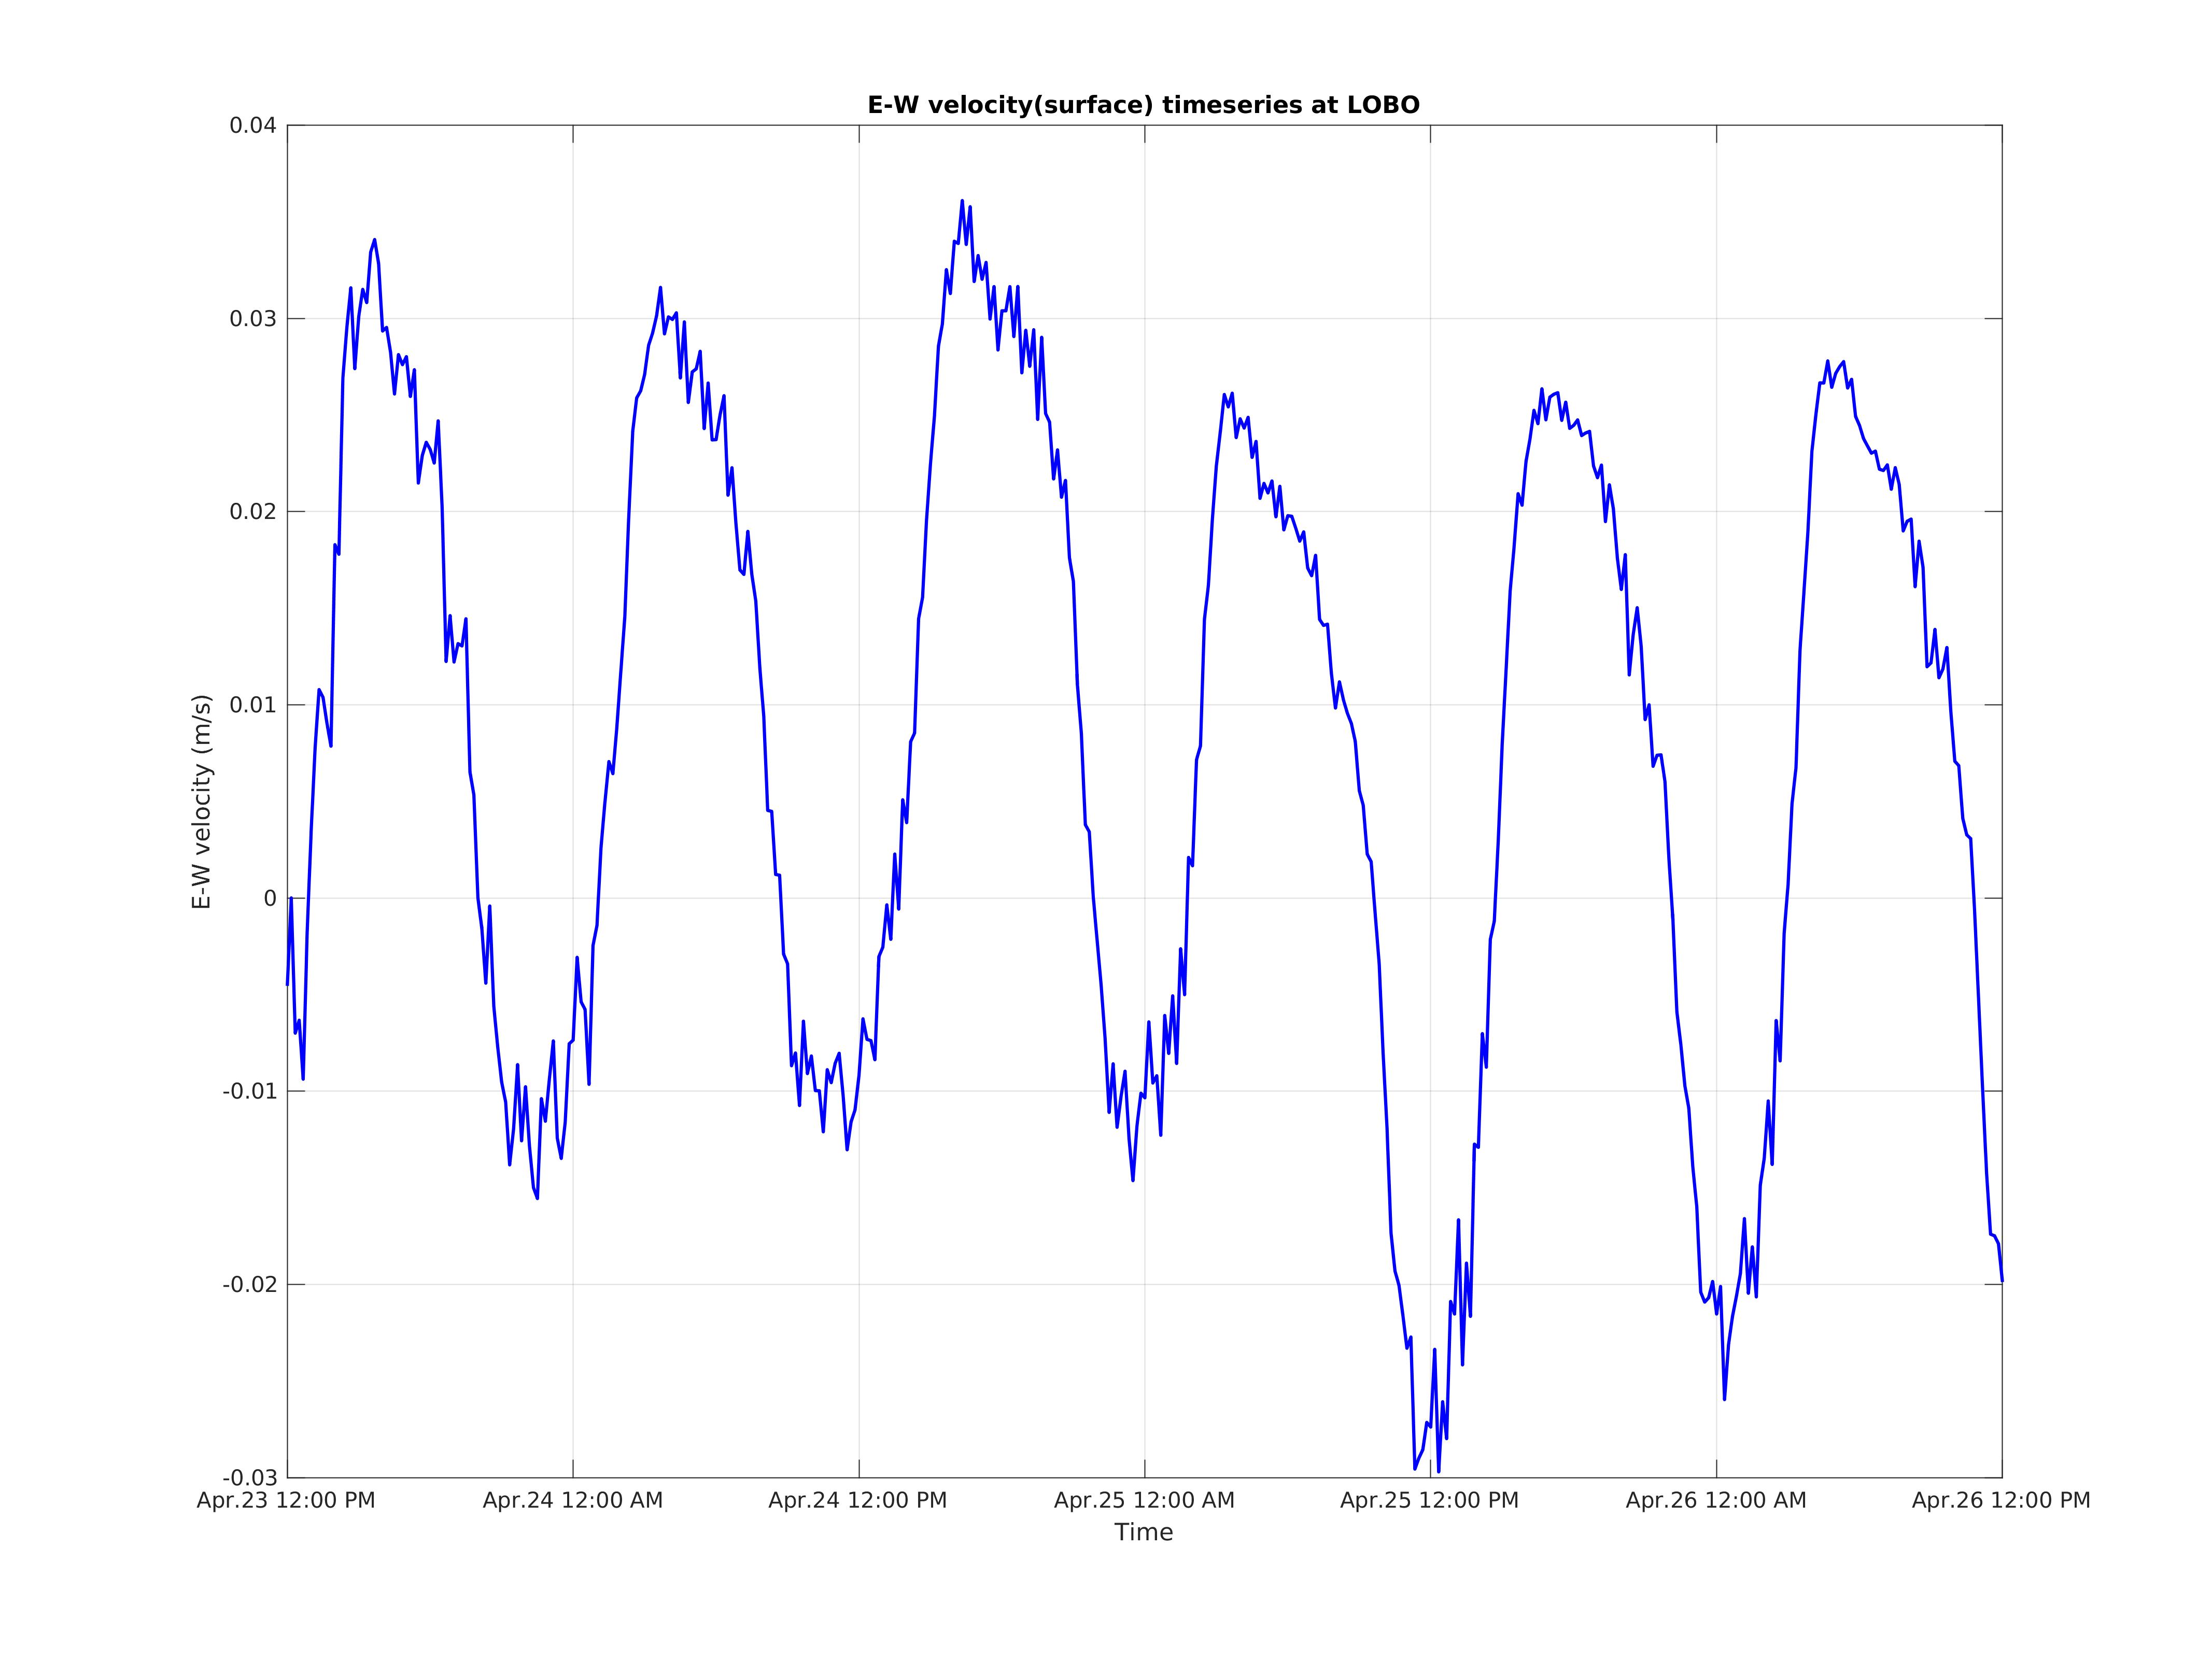 E-W velocity(surface) timeseries at LOBO
0.04
0.03
0.02
0.01
0
-0.01
-0.02
-0.03
E-W velocity (m/s)
Apr.23 12:00 PM Apr.24 12:00 AM Apr.24 12:00 PM Apr.25 12:00 AM Apr.25 12:00 PM Apr.26 12:00 AM Apr.26 12:00 PM
Time